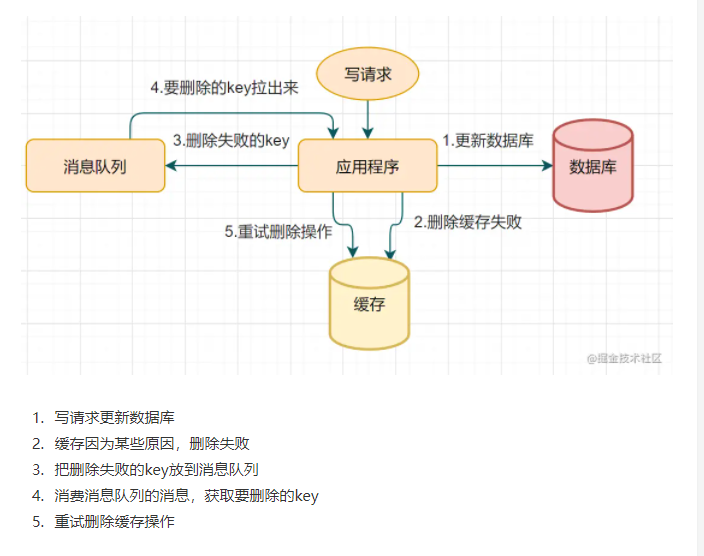 写请求
4.要删除的key拉出来
3.删除失败的key
1.更新数据库
消息队列
应用程序
数据库
5.重试删除操作
2.删除缓存失败
缓存
@掘金技术社区
1. 写请求更新数据库
2. 缓存因为某些原因，删除失败
3. 把删除失败的key放到消息队列
4. 消费消息队列的消息，获取要删除的key
5. 重试删除缓存操作